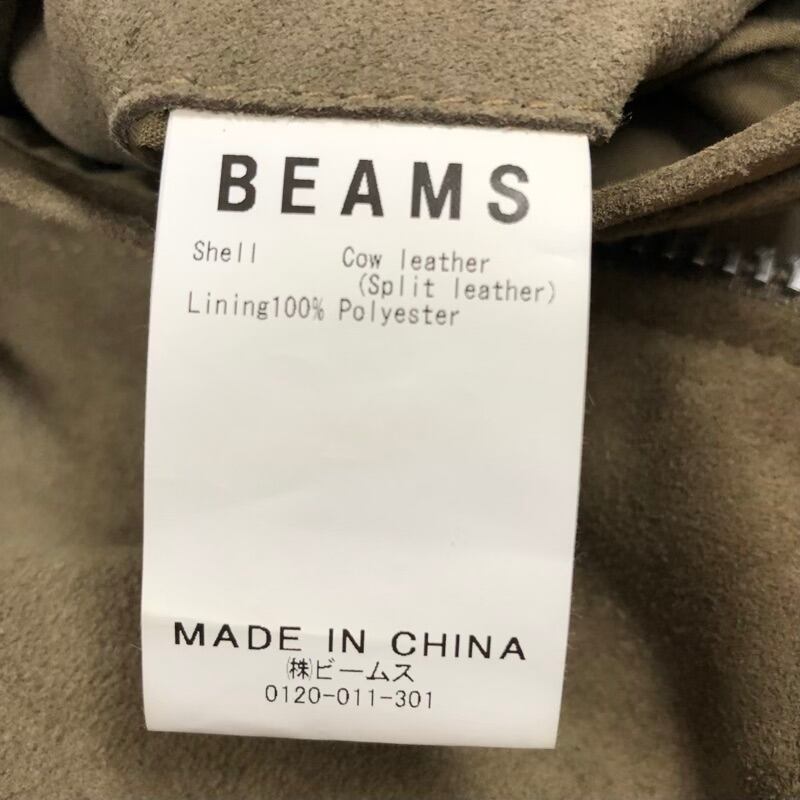 BEAMS
Shell Cow leather
(Split leather)
Lining100% Polyester
MADE IN CHINA
㈱ビームス
0120-011-301